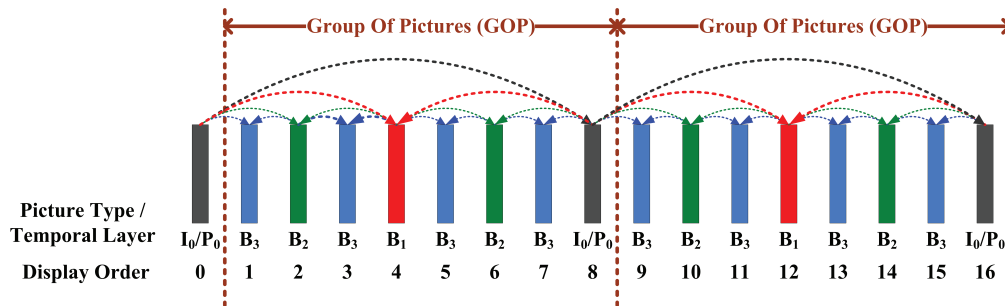 Group Of Pictures (GOP) Group Of Pictures (GOP)
Picture Type /
Temporal Layer I₀/P₀ B₃ B₂ B₃ B₁ B₃ B₂ B₃ I₀/P₀ B₃ B₂ B₃ B₁ B₃ B₂ B₃ I₀/P₀
Display Order 0 1 2 3 4 5 6 7 8 9 10 11 12 13 14 15 16